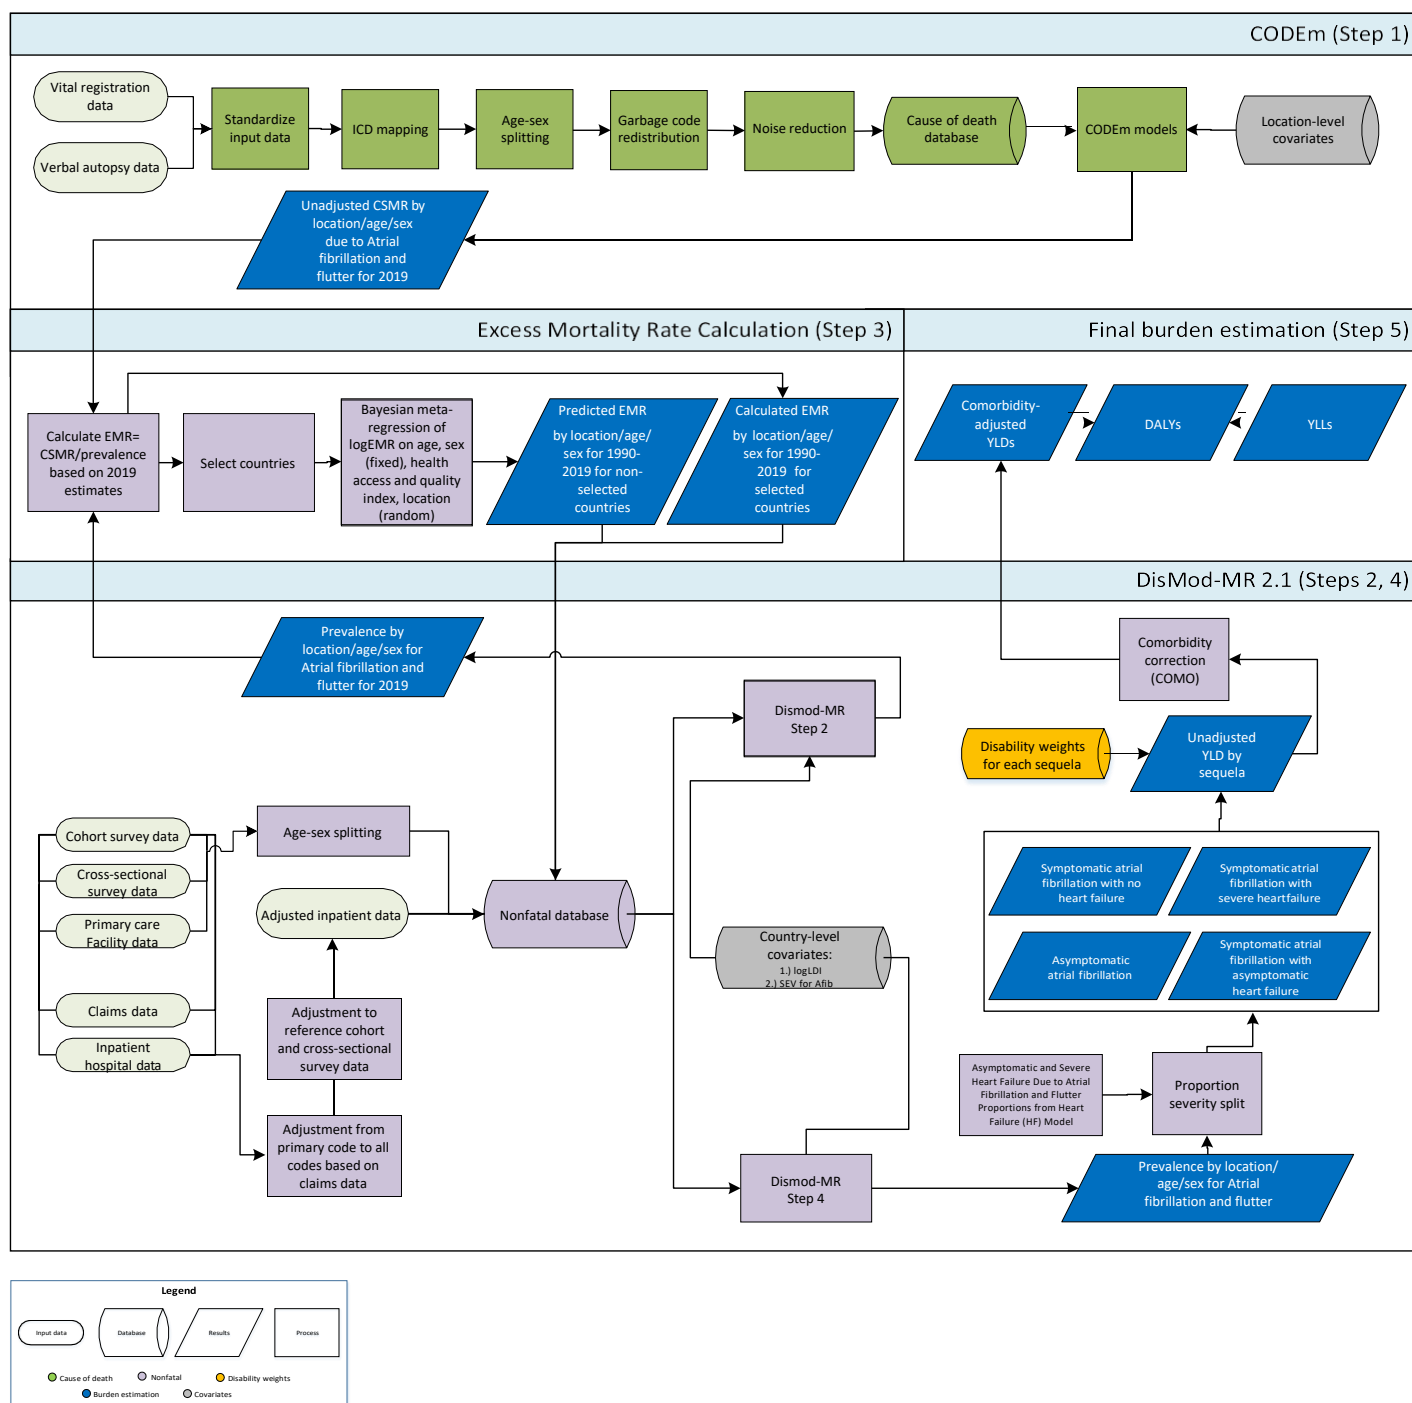 CODEm (Step 1)
Vital registration
data
Verbal autopsy data
Standardize
input data
ICD mapping
Age-sex
splitting
Garbage code
redistribution
Noise reduction
Cause of death
database
CODEm models
Location-level
covariates
Unadjusted CSMR by
location/age/sex
due to Atrial
fibrillation and
flutter for 2019
Excess Mortality Rate Calculation (Step 3)
Calculate EMR=
CSMR/prevalence
based on 2019
estimates
Select countries
Bayesian meta-
regression of
logEMR on age, sex
(fixed), health
access and quality
index, location
(random)
Predicted EMR
by location/age/
sex for 1990-
2019 for non-
selected
countries
Calculated EMR
by location/age/
sex for 1990-
2019 for
selected
countries
Final burden estimation (Step 5)
Comorbidity-
adjusted
YLDs
DALYs
YLLs
DisMod-MR 2.1 (Steps 2, 4)
Prevalence by
location/age/sex for
Atrial fibrillation and
flutter for 2019
Dismod-MR
Step 2
Comorbidity
correction
(COMO)
Disability weights
for each sequela
Unadjusted
YLD by
sequela
Cohort survey data
Cross-sectional
survey data
Primary care
Facility data
Claims data
Inpatient
hospital data
Age-sex splitting
Adjusted inpatient data
Adjustment to
reference cohort
and cross-sectional
survey data
Adjustment from
primary code to all
codes based on
claims data
Nonfatal database
Country-level
covariates:
1.) logLDI
2.) SEV for Afib
Dismod-MR
Step 4
Symptomatic atrial
fibrillation with no
heart failure
Symptomatic atrial
fibrillation with
severe heart failure
Asymptomatic
atrial fibrillation
Symptomatic atrial
fibrillation with
asymptomatic
heart failure
Asymptomatic and Severe
Heart Failure Due to Atrial
Fibrillation and Flutter
Proportions from Heart
Failure (HF) Model
Proportion
severity split
Prevalence by location/
age/sex for Atrial
fibrillation and flutter
Legend
Input data
Database
Results
Process
Cause of death
Nonfatal
Disability weights
Burden estimation
Covariates